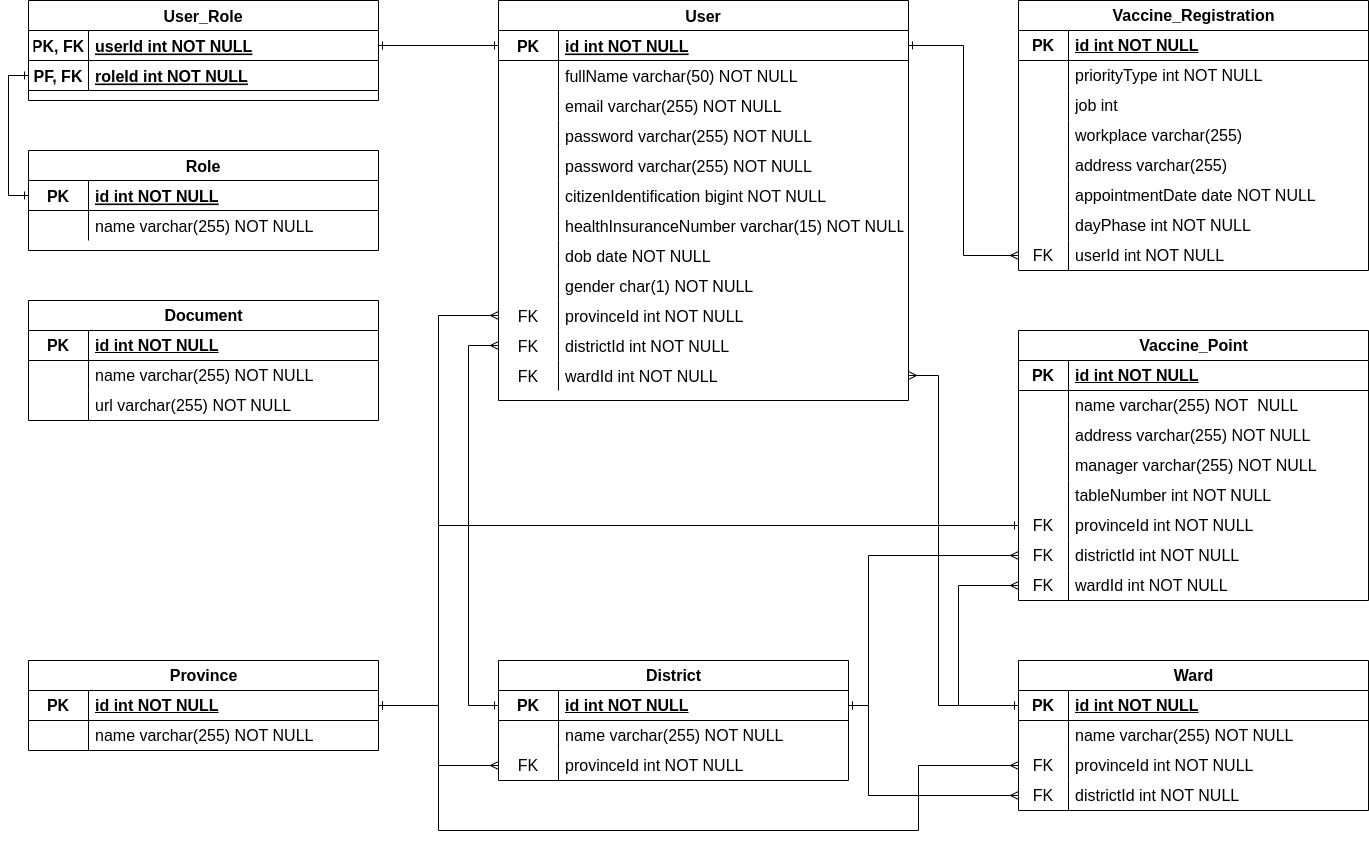 User_Role
PK, FK userId int NOT NULL
PF, FK roleId int NOT NULL
Role
PK id int NOT NULL
name varchar(255) NOT NULL
Document
PK id int NOT NULL
name varchar(255) NOT NULL
url varchar(255) NOT NULL
User
PK id int NOT NULL
fullName varchar(50) NOT NULL
email varchar(255) NOT NULL
password varchar(255) NOT NULL
password varchar(255) NOT NULL
citizenIdentification bigint NOT NULL
healthInsuranceNumber varchar(15) NOT NULL
dob date NOT NULL
gender char(1) NOT NULL
FK provinceId int NOT NULL
FK districtId int NOT NULL
FK wardId int NOT NULL
Vaccine_Registration
PK id int NOT NULL
priorityType int NOT NULL
job int
workplace varchar(255)
address varchar(255)
appointmentDate date NOT NULL
dayPhase int NOT NULL
FK userId int NOT NULL
Vaccine_Point
PK id int NOT NULL
name varchar(255) NOT  NULL
address varchar(255) NOT NULL
manager varchar(255) NOT NULL
tableNumber int NOT NULL
FK provinceId int NOT NULL
FK districtId int NOT NULL
FK wardId int NOT NULL
Province
PK id int NOT NULL
name varchar(255) NOT NULL
District
PK id int NOT NULL
name varchar(255) NOT NULL
FK provinceId int NOT NULL
Ward
PK id int NOT NULL
name varchar(255) NOT NULL
FK provinceId int NOT NULL
FK districtId int NOT NULL